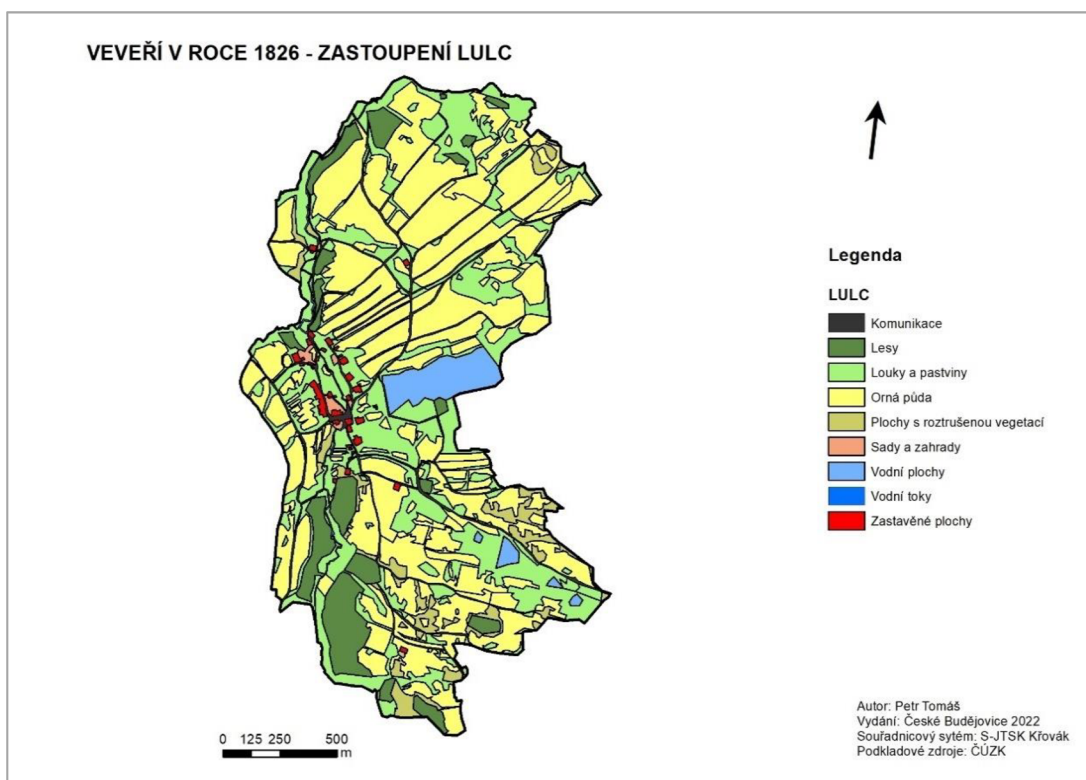 VEVEŘÍ V ROCE 1826 - ZASTOUPENÍ LULC
Legenda
LULC
Komunikace
Lesy
Louky a pastviny
Orná půda
Plochy s roztrušenou vegetací
Sady a zahrady
Vodní plochy
Vodní toky
Zastavěné plochy
0 125 250 500
m
Autor: Petr Tomáš
Vydání: České Budějovice 2022
Souřadnicový sytém: S-JTSK Křovák
Podkladové zdroje: ČÚZK